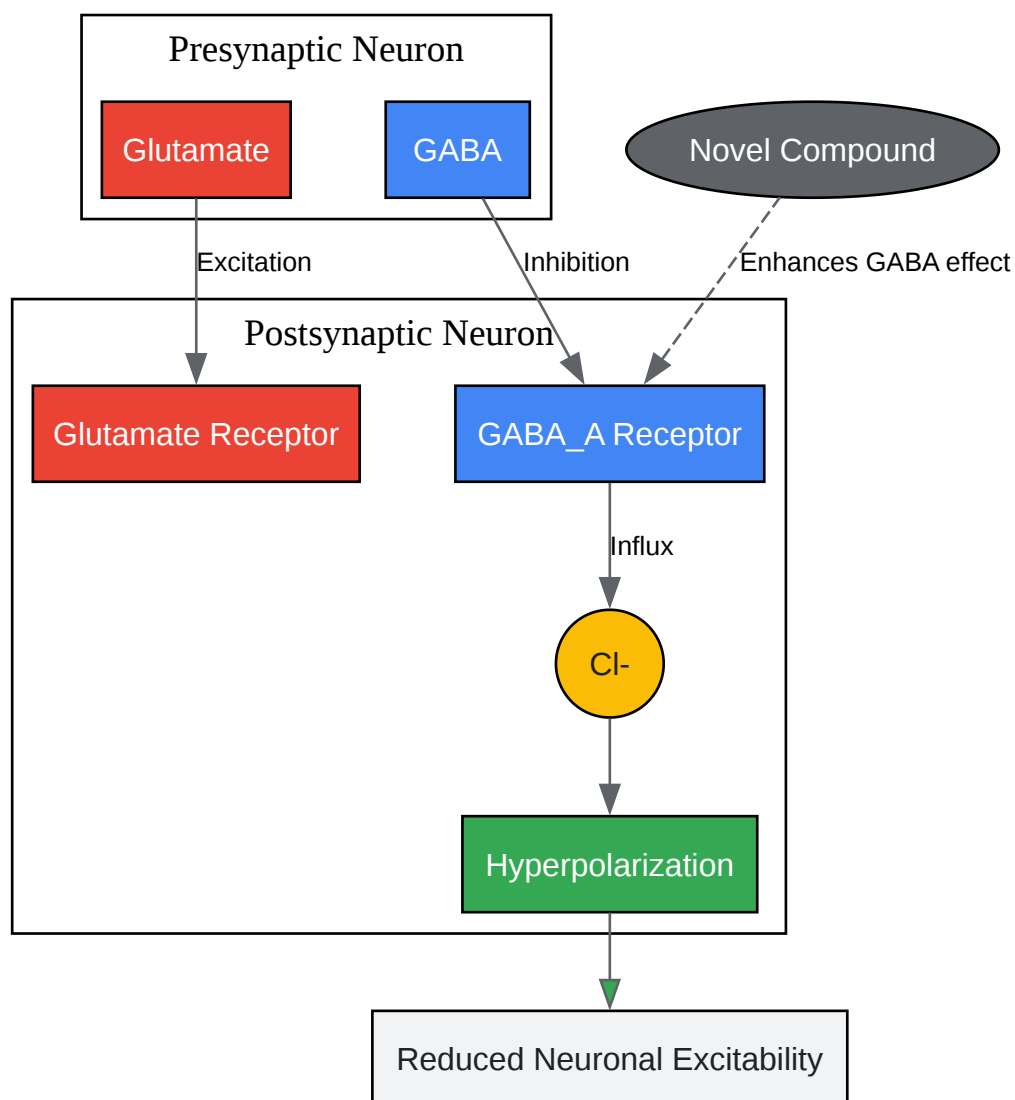 Presynaptic Neuron
Glutamate
GABA
Novel Compound
Excitation
Inhibition
Enhances GABA effect
Postsynaptic Neuron
Glutamate Receptor
GABA_A Receptor
Influx
Cl-
Hyperpolarization
Reduced Neuronal Excitability